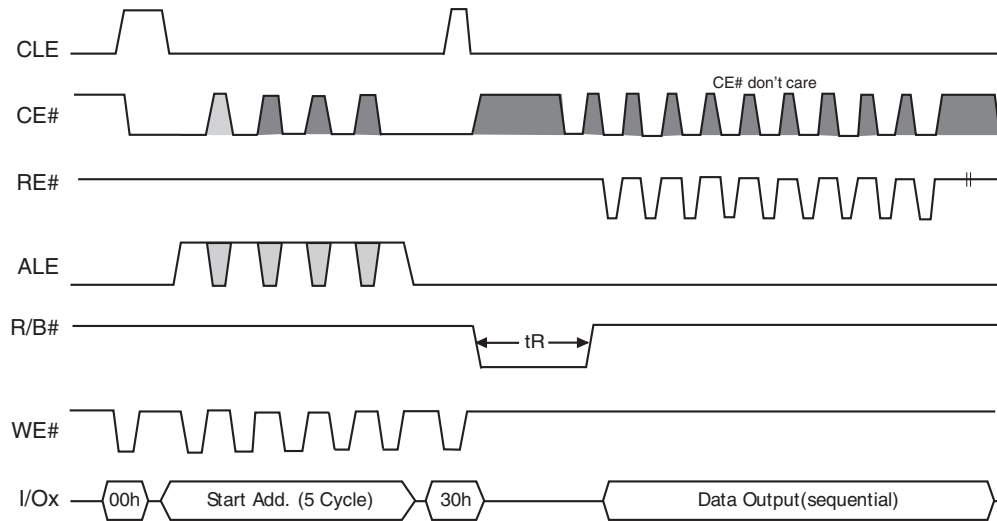 CLE
CE# don't care
CE#
RE#
ALE
R/B#
tR
WE#
I/Ox
00h
Start Add. (5 Cycle)
30h
Data Output(sequential)